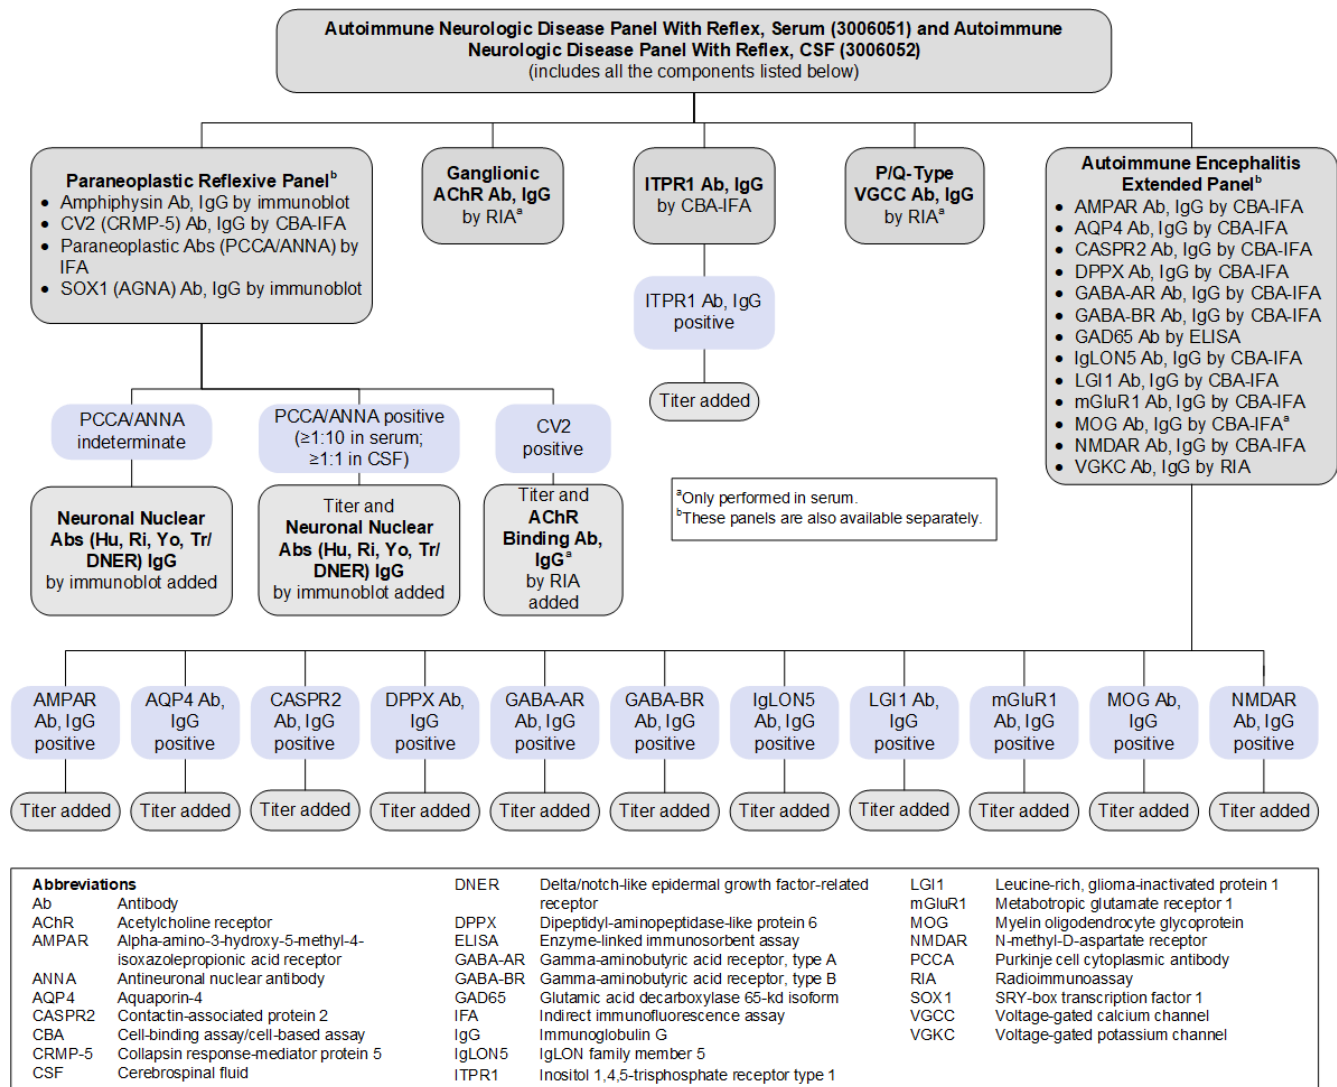 Autoimmune Neurologic Disease Panel With Reflex, Serum (3006051) and Autoimmune
Neurologic Disease Panel With Reflex, CSF (3006052)
(includes all the components listed below)
Paraneoplastic Reflexive Panelᵇ
• Amphiphysin Ab, IgG by immunoblot
• CV2 (CRMP-5) Ab, IgG by CBA-IFA
• Paraneoplastic Abs (PCCA/ANNA) by
IFA
• SOX1 (AGNA) Ab, IgG by immunoblot
Ganglionic
AChR Ab, IgG
by RIAᵃ
ITPR1 Ab, IgG
by CBA-IFA
P/Q-Type
VGCC Ab, IgG
by RIAᵃ
Autoimmune Encephalitis
Extended Panelᵇ
• AMPAR Ab, IgG by CBA-IFA
• AQP4 Ab, IgG by CBA-IFA
• CASPR2 Ab, IgG by CBA-IFA
• DPPX Ab, IgG by CBA-IFA
• GABA-AR Ab, IgG by CBA-IFA
• GABA-BR Ab, IgG by CBA-IFA
• GAD65 Ab by ELISA
• IgLON5 Ab, IgG by CBA-IFA
• LGI1 Ab, IgG by CBA-IFA
• mGluR1 Ab, IgG by CBA-IFA
• MOG Ab, IgG by CBA-IFAᵃ
• NMDAR Ab, IgG by CBA-IFA
• VGKC Ab, IgG by RIA
ITPR1 Ab, IgG
positive
Titer added
PCCA/ANNA
indeterminate
PCCA/ANNA positive
(≥1:10 in serum;
≥1:1 in CSF)
CV2
positive
Neuronal Nuclear
Abs (Hu, Ri, Yo, Tr/
DNER) IgG
by immunoblot added
Titer and
Neuronal Nuclear
Abs (Hu, Ri, Yo, Tr/
DNER) IgG
by immunoblot added
Titer and
AChR
Binding Ab,
IgGᵃ
by RIA
added
ᵃOnly performed in serum.
ᵇThese panels are also available separately.
AMPAR
Ab, IgG
positive
AQP4 Ab,
IgG
positive
CASPR2
Ab, IgG
positive
DPPX Ab,
IgG
positive
GABA-AR
Ab, IgG
positive
GABA-BR
Ab, IgG
positive
IgLON5
Ab, IgG
positive
LGI1 Ab,
IgG
positive
mGluR1
Ab, IgG
positive
MOG Ab,
IgG
positive
NMDAR
Ab, IgG
positive
Titer added
Titer added
Titer added
Titer added
Titer added
Titer added
Titer added
Titer added
Titer added
Titer added
Titer added
Abbreviations
Ab Antibody
AChR Acetylcholine receptor
AMPAR Alpha-amino-3-hydroxy-5-methyl-4-
isoxazolepropionic acid receptor
ANNA Antineuronal nuclear antibody
AQP4 Aquaporin-4
CASPR2 Contactin-associated protein 2
CBA Cell-binding assay/cell-based assay
CRMP-5 Collapsin response-mediator protein 5
CSF Cerebrospinal fluid
DNER Delta/notch-like epidermal growth factor-related
receptor
DPPX Dipeptidyl-aminopeptidase-like protein 6
ELISA Enzyme-linked immunosorbent assay
GABA-AR Gamma-aminobutyric acid receptor, type A
GABA-BR Gamma-aminobutyric acid receptor, type B
GAD65 Glutamic acid decarboxylase 65-kd isoform
IFA Indirect immunofluorescence assay
IgG Immunoglobulin G
IgLON5 IgLON family member 5
ITPR1 Inositol 1,4,5-trisphosphate receptor type 1
LGI1 Leucine-rich, glioma-inactivated protein 1
mGluR1 Metabotropic glutamate receptor 1
MOG Myelin oligodendrocyte glycoprotein
NMDAR N-methyl-D-aspartate receptor
PCCA Purkinje cell cytoplasmic antibody
RIA Radioimmunoassay
SOX1 SRY-box transcription factor 1
VGCC Voltage-gated calcium channel
VGKC Voltage-gated potassium channel